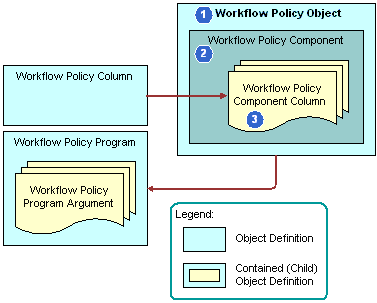 1 Workflow Policy Object
2 Workflow Policy Component
Workflow Policy
Component Column
3
Workflow Policy Column
Workflow Policy Program
Workflow Policy
Program Argument
Legend:
Object Definition
Contained (Child)
Object Definition